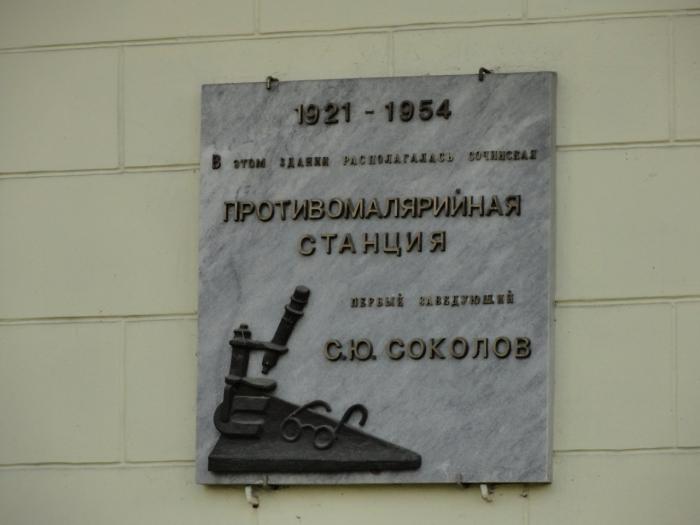 1921 - 1954
В ЭТОМ ЗДАНИИ РАСПОЛАГАЛАСЬ СОЧИНСКАЯ
ПРОТИВОМАЛЯРИЙНАЯ
СТАНЦИЯ
ПЕРВЫЙ ЗАВЕДУЮЩИЙ
С.Ю. СОКОЛОВ